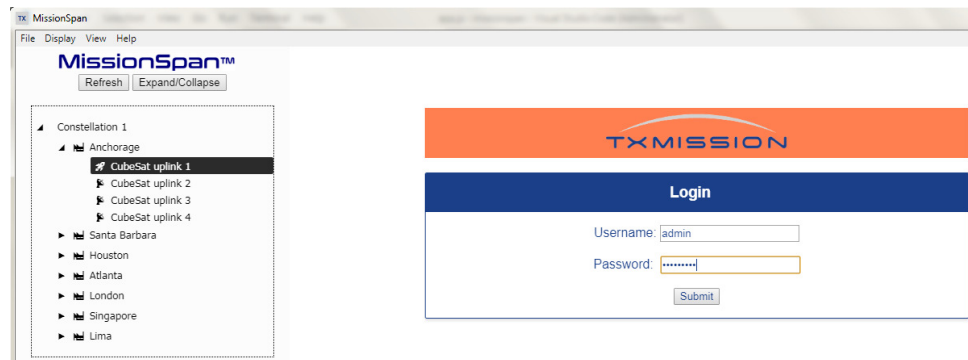 MissionSpan
File Display View Help
MissionSpan™
Refresh Expand/Collapse
Constellation 1
Anchorage
CubeSat uplink 1
CubeSat uplink 2
CubeSat uplink 3
CubeSat uplink 4
Santa Barbara
Houston
Atlanta
London
Singapore
Lima
TXMISSION
Login
Username: admin
Password: •••••••••
Submit